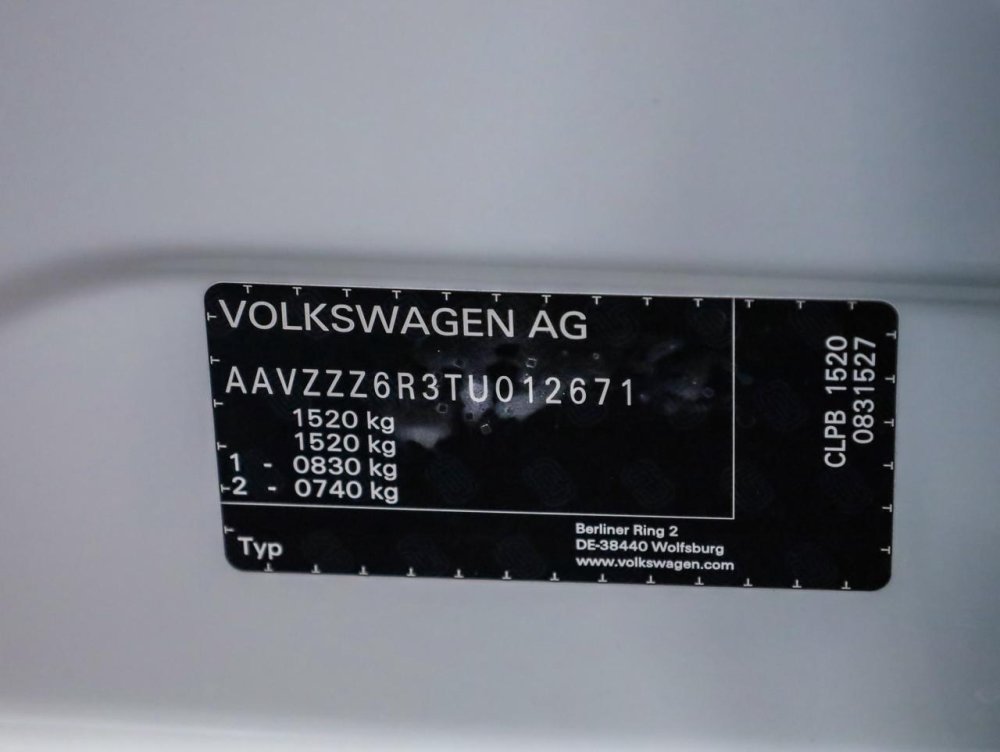 VOLKSWAGEN AG
AAVZZZ6R3TU012671
1520 kg
1520 kg
1 - 0830 kg
2 - 0740 kg
Typ
Berliner Ring 2
DE-38440 Wolfsburg
www.volkswagen.com
CLPB 1520
0831527